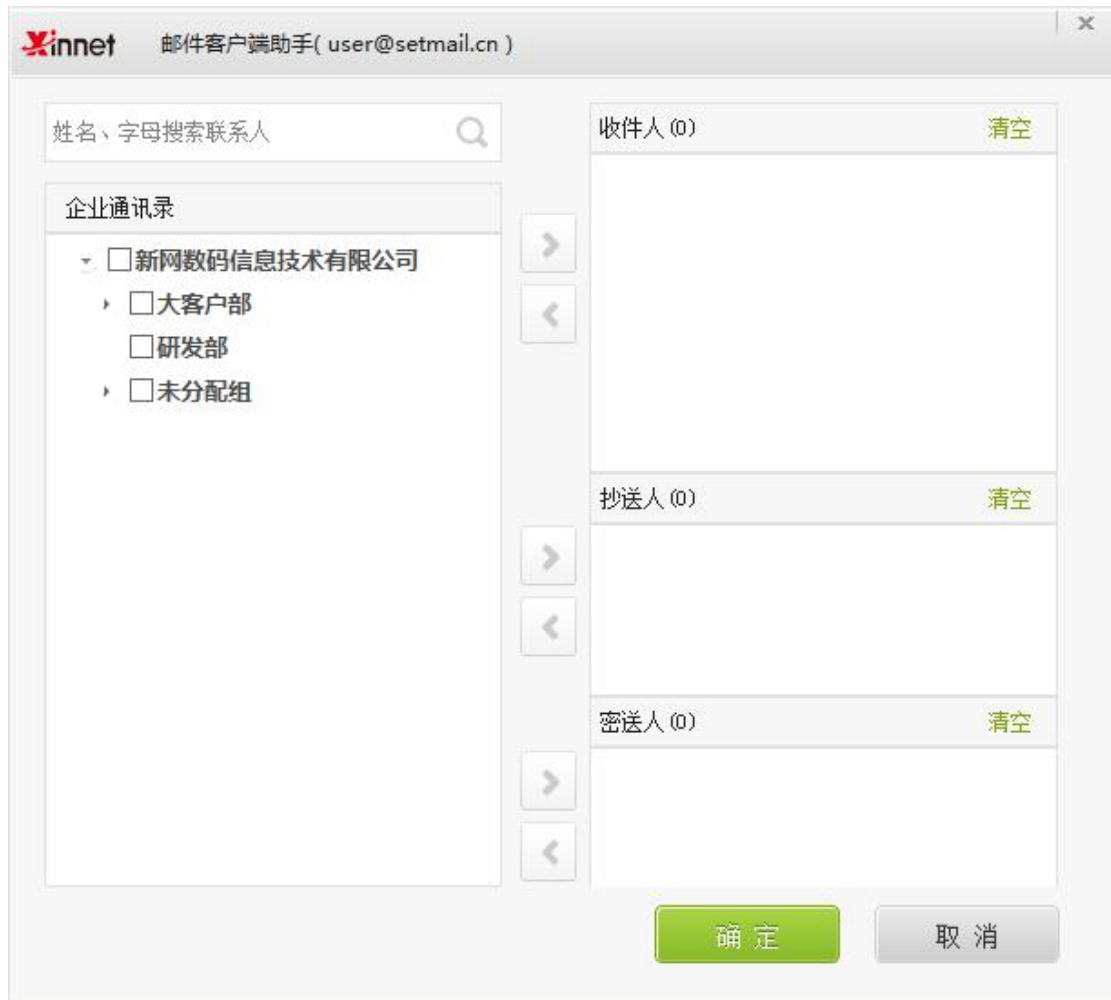 Xinnet 邮件客户端助手( user@setmail.cn )
姓名、字母搜索联系人
企业通讯录
新网数码信息技术有限公司
大客户部
研发部
未分配组
收件人(0) 清空
抄送人(0) 清空
密送人(0) 清空
确 定 取 消